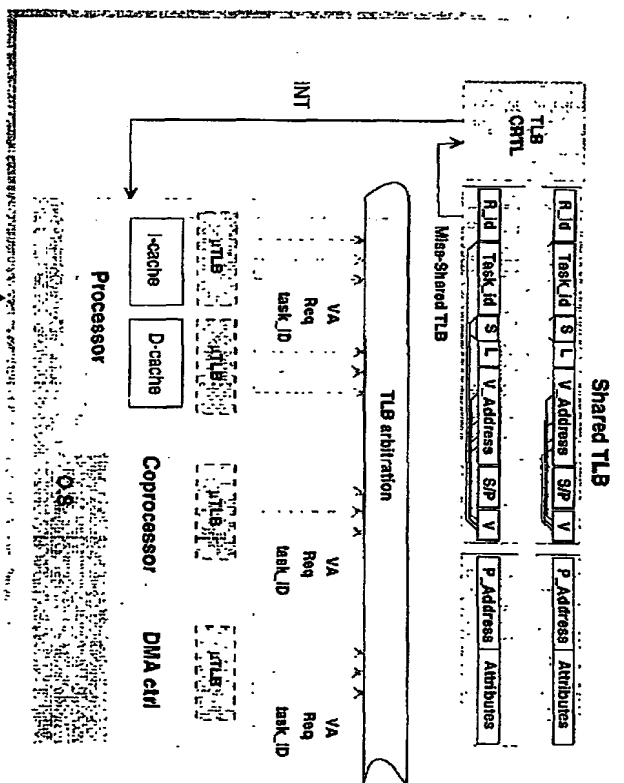 Shared TLB
TLB
CRTL
R_id Task_id S L V_Address S/P V P_Address Attributes
R_id Task_id S L V_Address S/P V P_Address Attributes
Miss-Shared TLB
INT
TLB arbitration
VA
Req
task_ID
VA
Req
task_ID
VA
Req
task_ID
μTLB
μTLB
μTLB
μTLB
I-cache
D-cache
Processor
Coprocessor
DMA ctrl
O.S